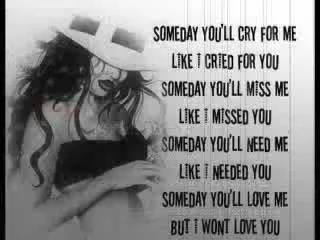 SOMEDAY YOU'LL CRY FOR ME
LIKE I CRIED FOR YOU
SOMEDAY YOU'LL MISS ME
LIKE I MISSED YOU
SOMEDAY YOU'LL NEED ME
LIKE I NEEDED YOU
SOMEDAY YOU'LL LOVE ME
BUT I WONT LOVE YOU